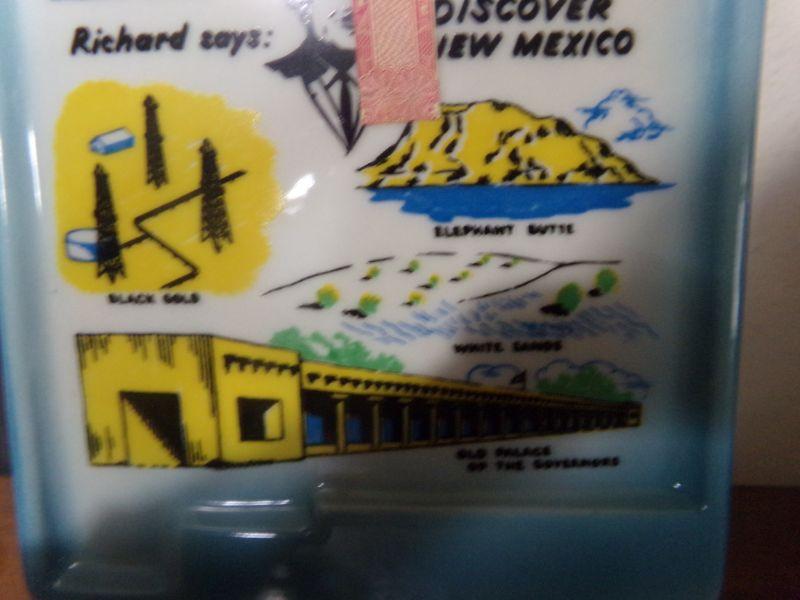 Richard says:
DISCOVER
NEW MEXICO
ELEPHANT BUTTE
BLACK GOLD
WHITE SANDS
OLD PALACE
OF THE GOVERNORS